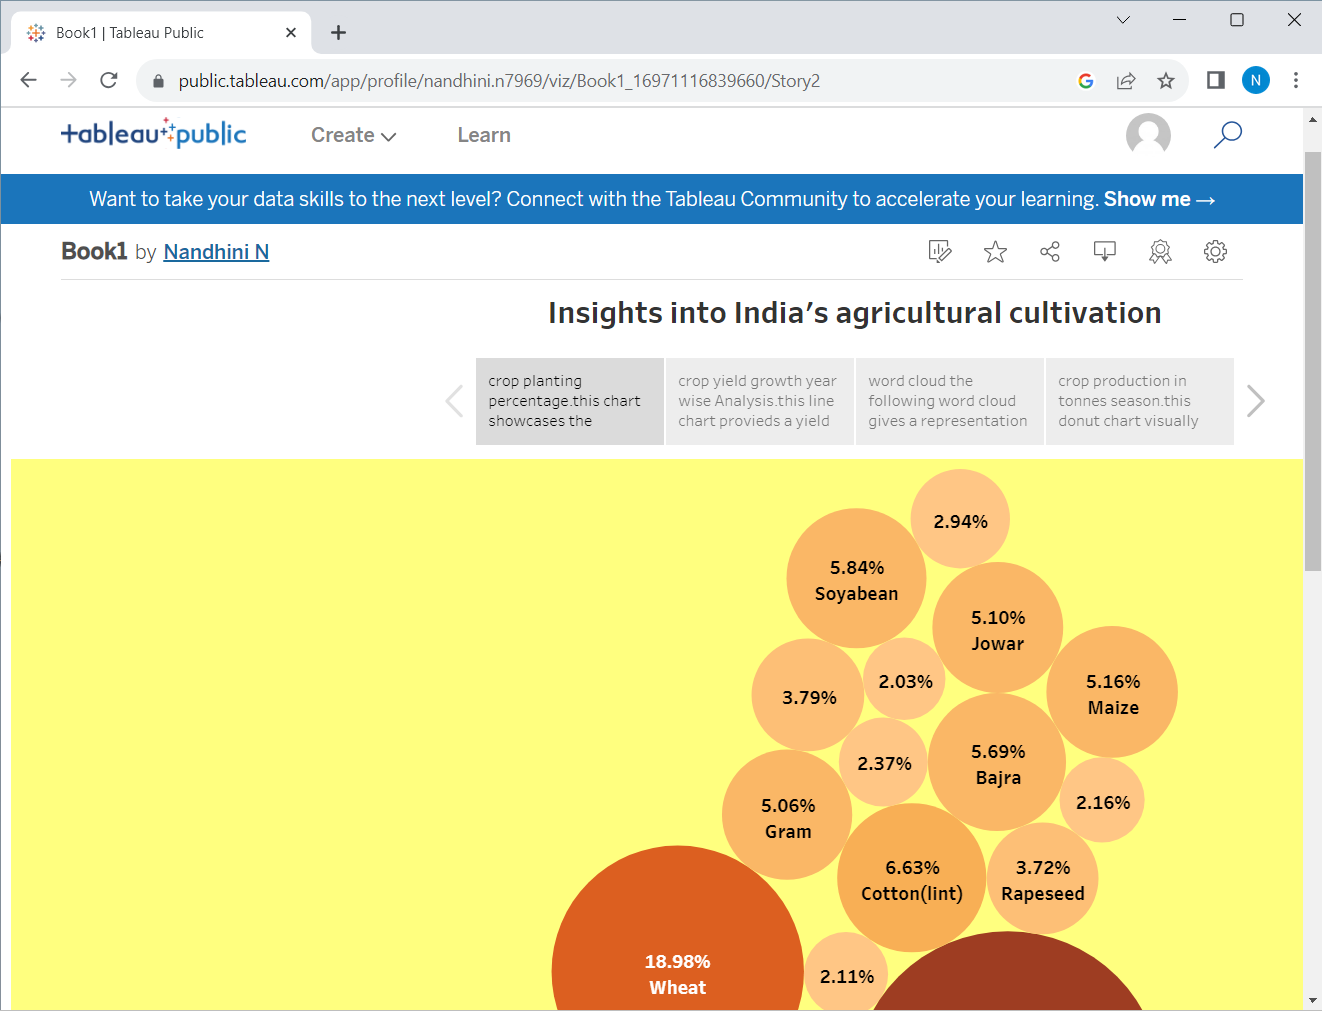 Book1 | Tableau Public
public.tableau.com/app/profile/nandhini.n7969/viz/Book1_16971116839660/Story2
N
+ableau public
Create
Learn
Want to take your data skills to the next level? Connect with the Tableau Community to accelerate your learning. Show me →
Book1 by Nandhini N
Insights into India's agricultural cultivation
crop planting
percentage.this chart
showcases the
crop yield growth year
wise Analysis.this line
chart provieds a yield
word cloud the
following word cloud
gives a representation
crop production in
tonnes season.this
donut chart visually
2.94%
5.84%
Soyabean
5.10%
Jowar
2.03%
5.16%
Maize
3.79%
5.69%
Bajra
2.37%
2.16%
5.06%
Gram
6.63%
Cotton(lint)
3.72%
Rapeseed
18.98%
Wheat
2.11%